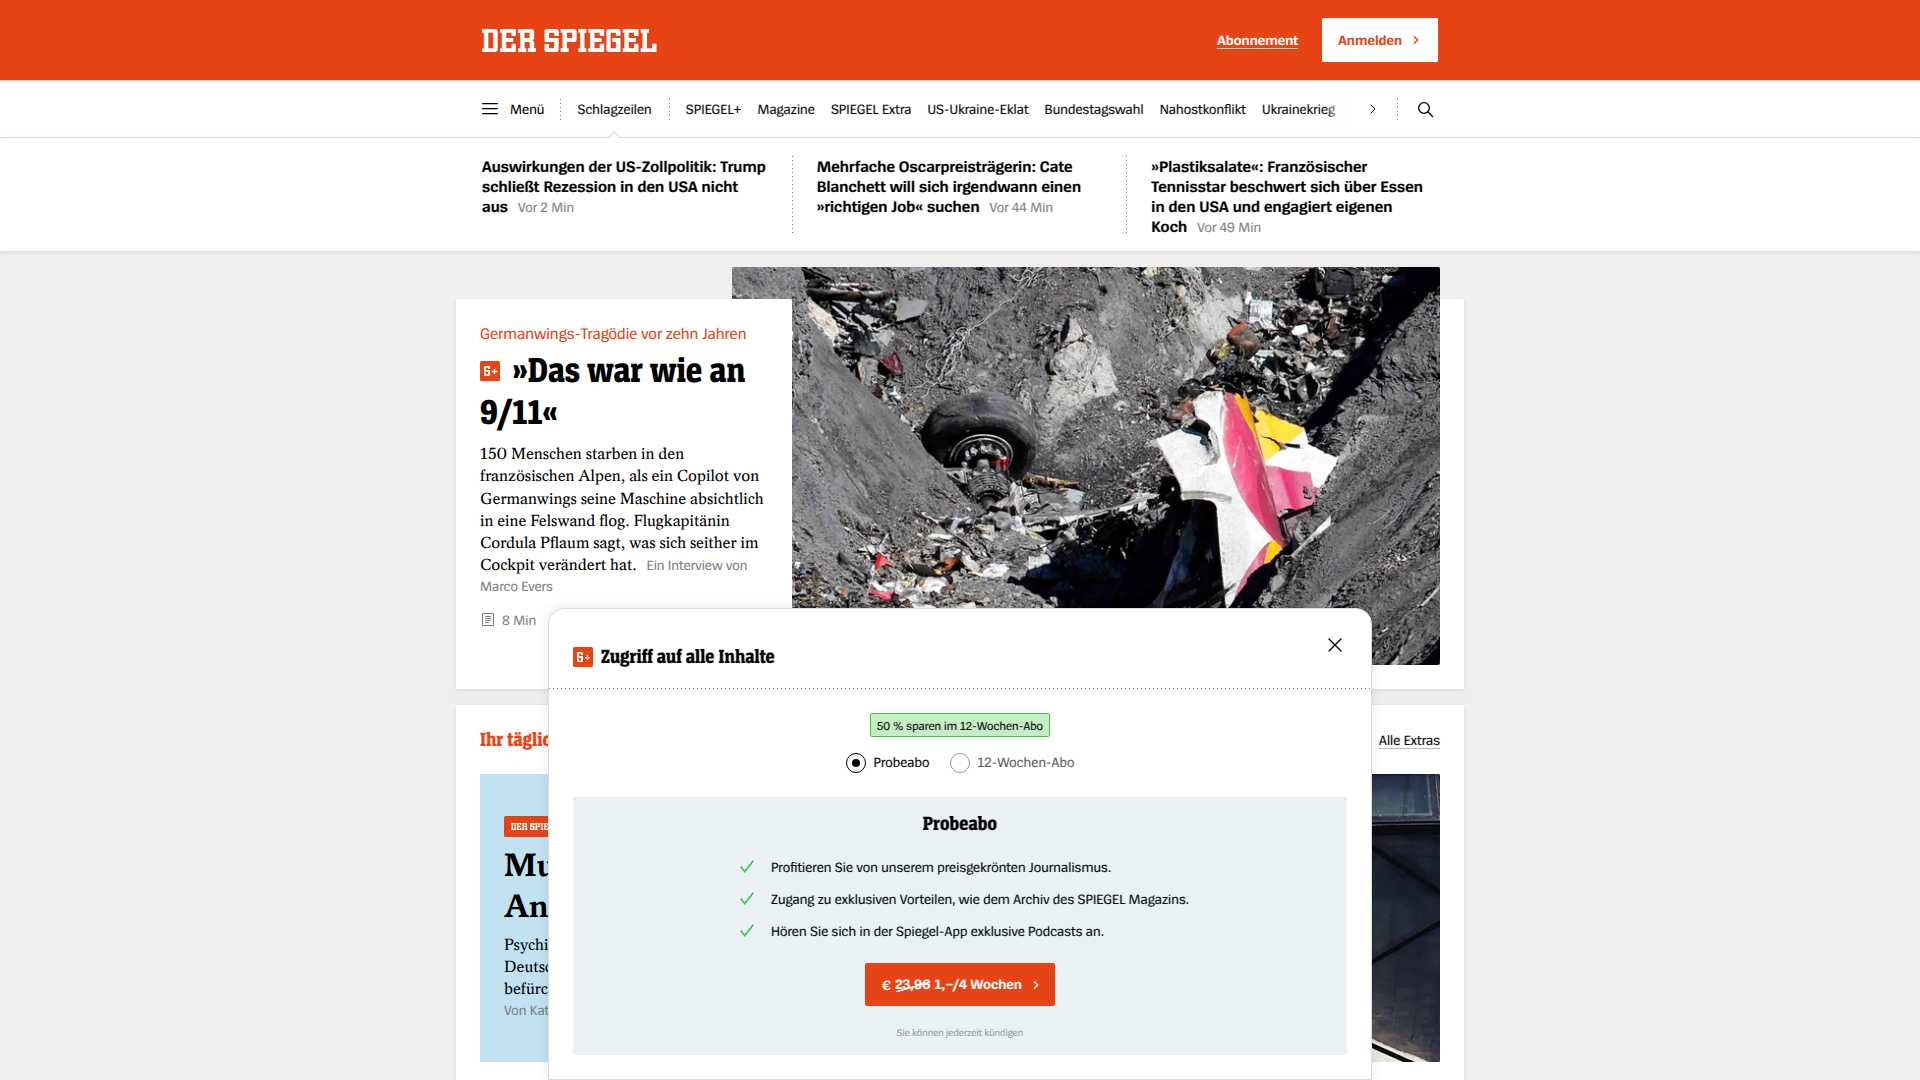 DER SPIEGEL
Abonnement
Anmelden
Menü
Schlagzeilen
SPIEGEL+
Magazine
SPIEGEL Extra
US-Ukraine-Eklat
Bundestagswahl
Nahostkonflikt
Ukrainekrieg
Auswirkungen der US-Zollpolitik: Trump
schließt Rezession in den USA nicht
aus Vor 2 Min
Mehrfache Oscarpreisträgerin: Cate
Blanchett will sich irgendwann einen
»richtigen Job« suchen Vor 44 Min
»Plastiksalate«: Französischer
Tennisstar beschwert sich über Essen
in den USA und engagiert eigenen
Koch Vor 49 Min
Germanwings-Tragödie vor zehn Jahren
S+ »Das war wie an
9/11«
150 Menschen starben in den
französischen Alpen, als ein Copilot von
Germanwings seine Maschine absichtlich
in eine Felswand flog. Flugkapitänin
Cordula Pflaum sagt, was sich seither im
Cockpit verändert hat. Ein Interview von
Marco Evers
8 Min
S+ Zugriff auf alle Inhalte
50 % sparen im 12-Wochen-Abo
Probeabo
12-Wochen-Abo
Probeabo
Profitieren Sie von unserem preisgekrönten Journalismus.
Zugang zu exklusiven Vorteilen, wie dem Archiv des SPIEGEL Magazins.
Hören Sie sich in der Spiegel-App exklusive Podcasts an.
€ 23,96 1,–/4 Wochen
Sie können jederzeit kündigen
Ihr täglic
Alle Extras
DER SPIE
Mu
An
Psychi
Deutsc
befürc
Von Kat